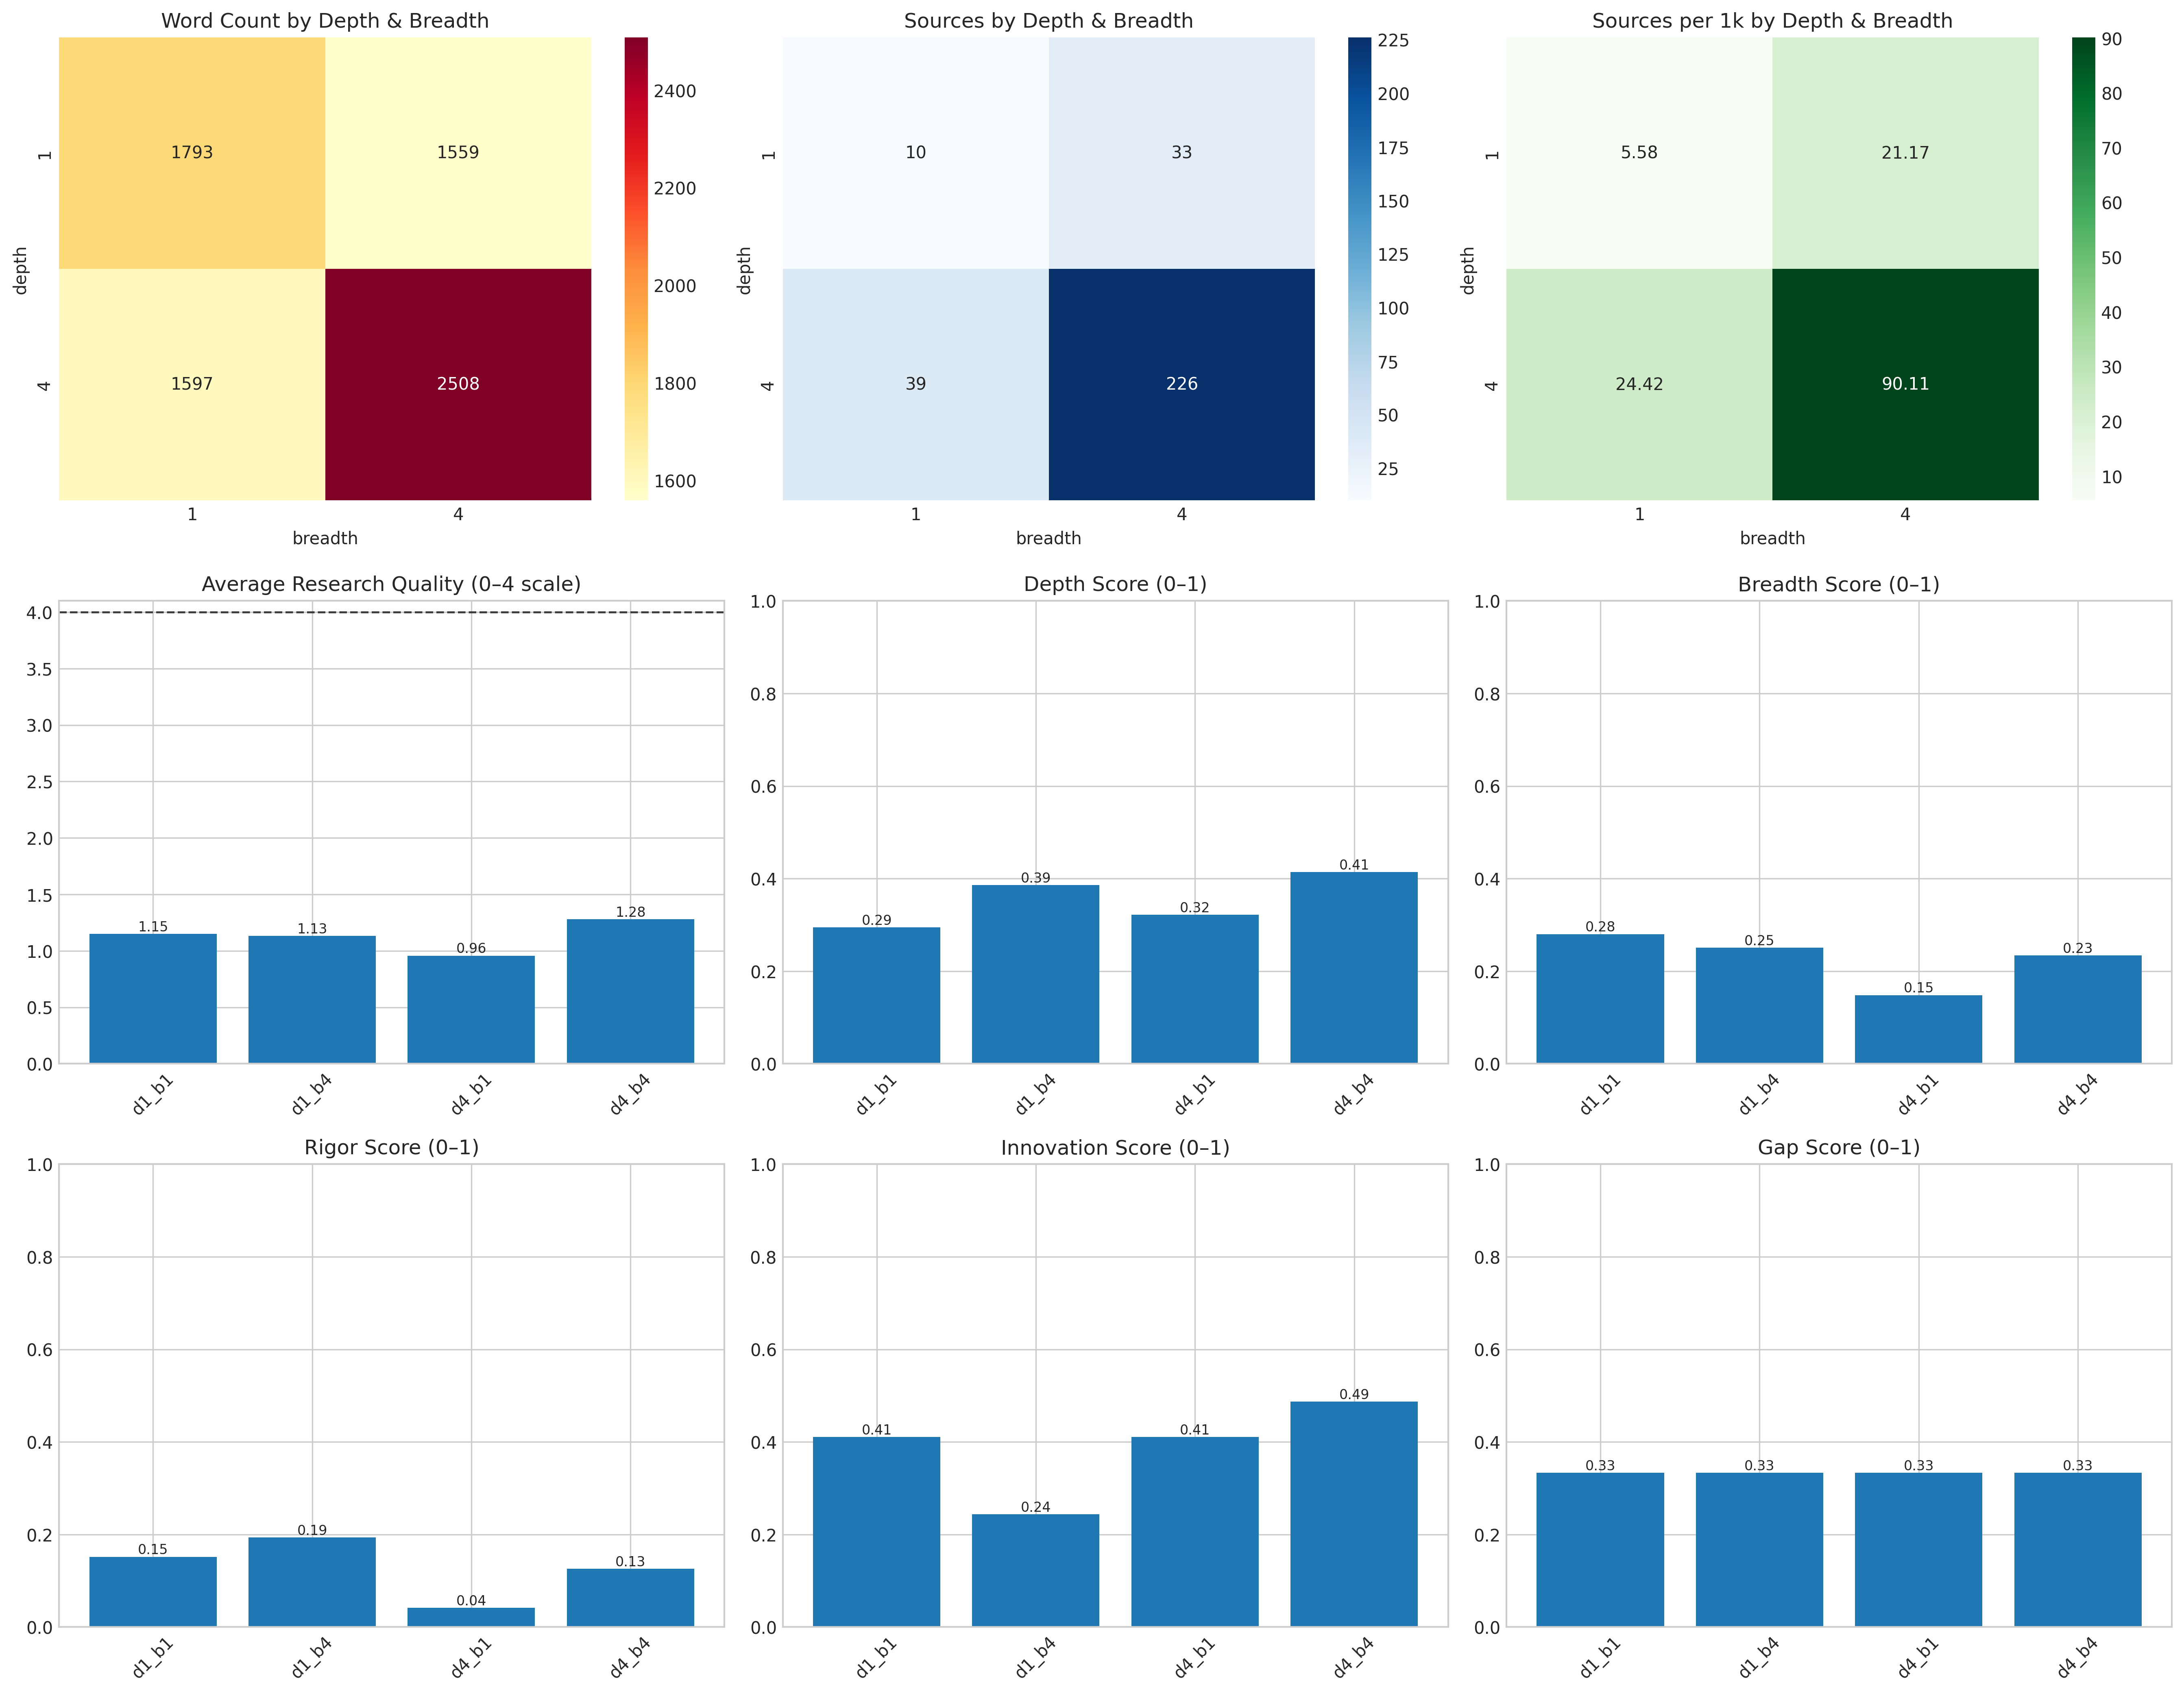 Word Count by Depth & Breadth
1793
1559
1597
2508
1
4
depth
1
4
breadth
2400
2200
2000
1800
1600
Sources by Depth & Breadth
10
33
39
226
1
4
depth
1
4
breadth
225
200
175
150
125
100
75
50
25
Sources per 1k by Depth & Breadth
5.58
21.17
24.42
90.11
1
4
depth
1
4
breadth
90
80
70
60
50
40
30
20
10
Average Research Quality (0–4 scale)
4.0
3.5
3.0
2.5
2.0
1.5
1.0
0.5
0.0
1.15
1.13
0.96
1.28
d1_b1
d1_b4
d4_b1
d4_b4
Depth Score (0–1)
1.0
0.8
0.6
0.4
0.2
0.0
0.29
0.39
0.32
0.41
d1_b1
d1_b4
d4_b1
d4_b4
Breadth Score (0–1)
1.0
0.8
0.6
0.4
0.2
0.0
0.28
0.25
0.15
0.23
d1_b1
d1_b4
d4_b1
d4_b4
Rigor Score (0–1)
1.0
0.8
0.6
0.4
0.2
0.0
0.15
0.19
0.04
0.13
d1_b1
d1_b4
d4_b1
d4_b4
Innovation Score (0–1)
1.0
0.8
0.6
0.4
0.2
0.0
0.41
0.24
0.41
0.49
d1_b1
d1_b4
d4_b1
d4_b4
Gap Score (0–1)
1.0
0.8
0.6
0.4
0.2
0.0
0.33
0.33
0.33
0.33
d1_b1
d1_b4
d4_b1
d4_b4